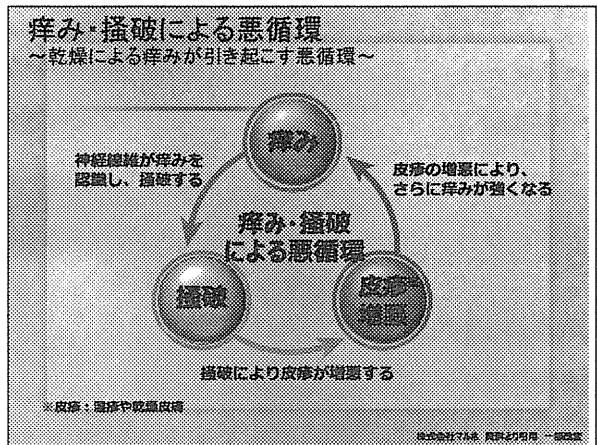 痒み・掻破による悪循環
～乾燥による痒みが引き起こす悪循環～
痒み
神経線維が痒みを
認識し、掻破する
皮疹の増悪により、
さらに痒みが強くなる
痒み・掻破
による悪循環
掻破
皮疹※
増悪
掻破により皮疹が増悪する
※皮疹：湿疹や乾燥皮膚
株式会社マルホ 資料より引用 一部改変